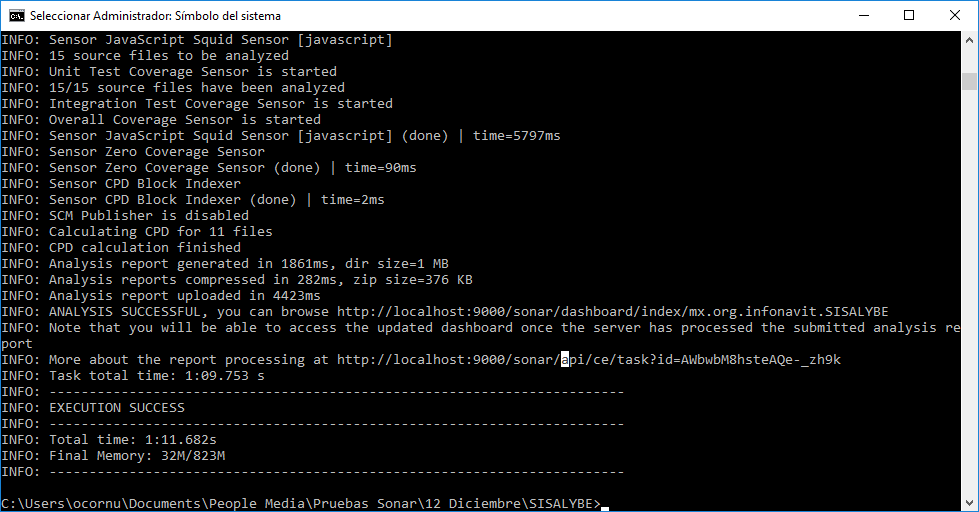 Seleccionar Administrador: Símbolo del sistema
INFO: Sensor JavaScript Squid Sensor [javascript]
INFO: 15 source files to be analyzed
INFO: Unit Test Coverage Sensor is started
INFO: 15/15 source files have been analyzed
INFO: Integration Test Coverage Sensor is started
INFO: Overall Coverage Sensor is started
INFO: Sensor JavaScript Squid Sensor [javascript] (done) | time=5797ms
INFO: Sensor Zero Coverage Sensor
INFO: Sensor Zero Coverage Sensor (done) | time=90ms
INFO: Sensor CPD Block Indexer
INFO: Sensor CPD Block Indexer (done) | time=2ms
INFO: SCM Publisher is disabled
INFO: Calculating CPD for 11 files
INFO: CPD calculation finished
INFO: Analysis report generated in 1861ms, dir size=1 MB
INFO: Analysis reports compressed in 282ms, zip size=376 KB
INFO: Analysis report uploaded in 4423ms
INFO: ANALYSIS SUCCESSFUL, you can browse http://localhost:9000/sonar/dashboard/index/mx.org.infonavit.SISALYBE
INFO: Note that you will be able to access the updated dashboard once the server has processed the submitted analysis re
port
INFO: More about the report processing at http://localhost:9000/sonar/api/ce/task?id=AWbwbM8hsteAQe-_zh9k
INFO: Task total time: 1:09.753 s
INFO: ------------------------------------------------------------------------
INFO: EXECUTION SUCCESS
INFO: ------------------------------------------------------------------------
INFO: Total time: 1:11.682s
INFO: Final Memory: 32M/823M
INFO: ------------------------------------------------------------------------
C:\Users\ocornu\Documents\People Media\Pruebas Sonar\12 Diciembre\SISALYBE>